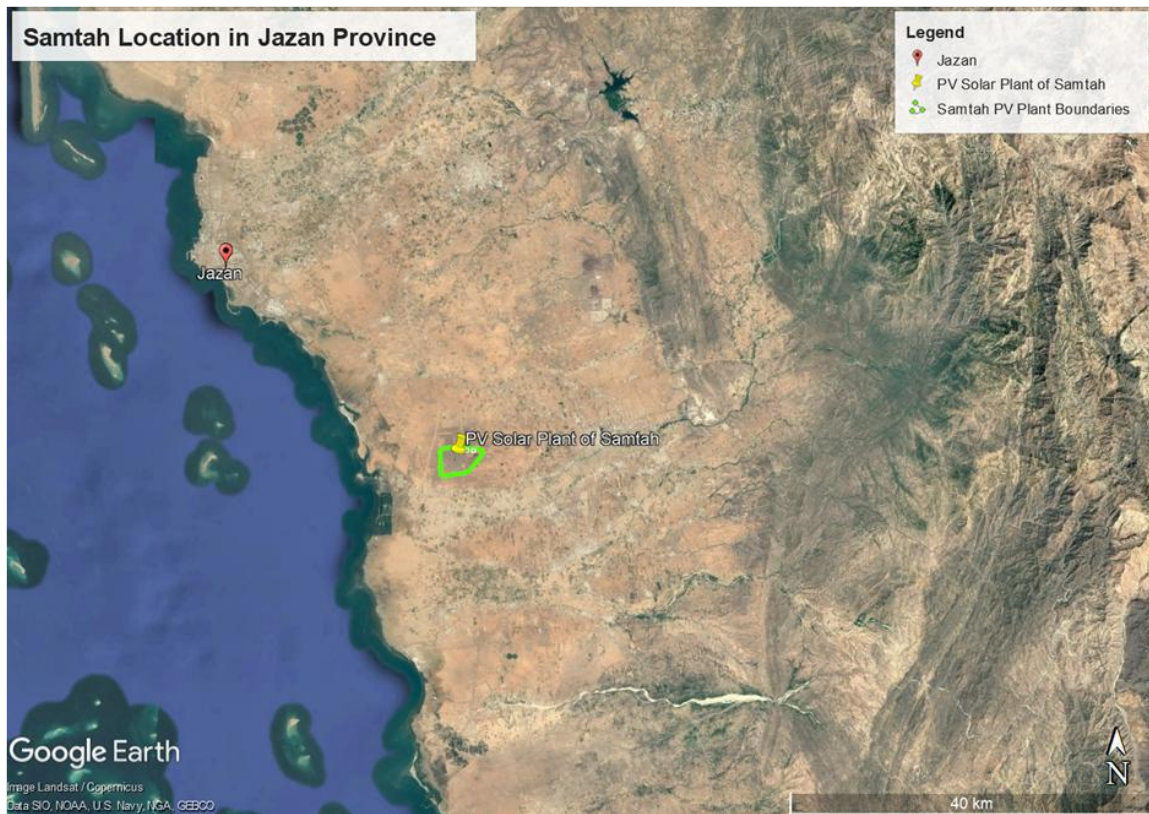 Samtah Location in Jazan Province
Legend
Jazan
PV Solar Plant of Samtah
Samtah PV Plant Boundaries
Jazan
PV Solar Plant of Samtah
Google Earth
Image Landsat / Copernicus
Data SIO, NOAA, U.S. Navy, NGA, GEBCO
N
40 km